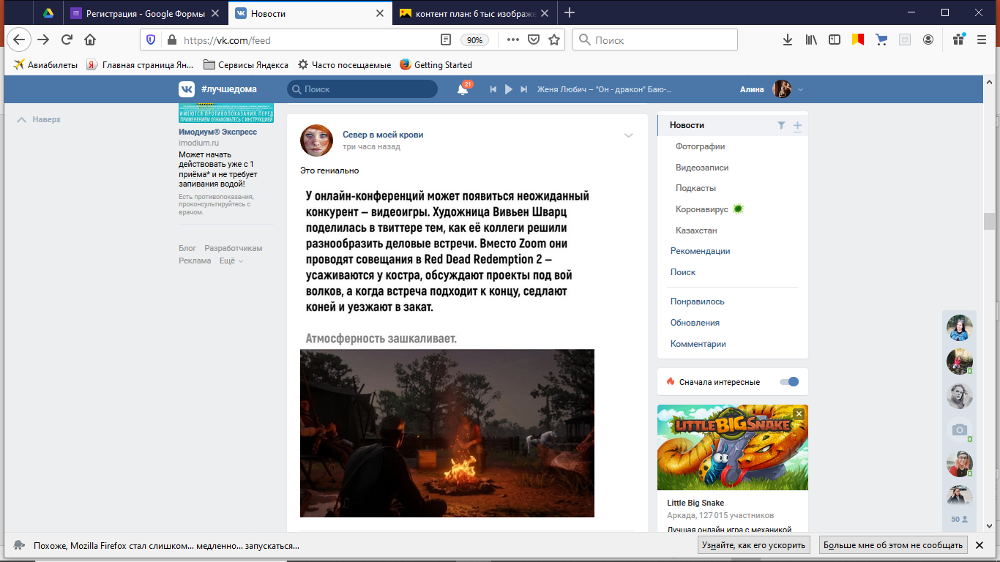 Регистрация - Google Формы
Новости
контент план: 6 тыс изображе
https://vk.com/feed
90%
Поиск
Авиабилеты
Главная страница Ян...
Сервисы Яндекса
Часто посещаемые
Getting Started
#лучшедома
Поиск
21
Женя Любич – "Он - дракон" Баю-...
Алина
Наверх
ИМЕЮТСЯ ПРОТИВОПОКАЗАНИЯ ПЕРЕД
ПРИМЕНЕНИЕМ ОЗНАКОМЬТЕСЬ С ИНСТРУКЦИЕЙ
Имодиум® Экспресс
imodium.ru
Может начать
действовать уже с 1
приёма* и не требует
запивания водой!
Есть противопоказания,
проконсультируйтесь с
врачом.
Блог Разработчикам
Реклама Ещё
Север в моей крови
три часа назад
Это гениально
У онлайн-конференций может появиться неожиданный
конкурент – видеоигры. Художница Вивьен Шварц
поделилась в твиттере тем, как её коллеги решили
разнообразить деловые встречи. Вместо Zoom они
проводят совещания в Red Dead Redemption 2 –
усаживаются у костра, обсуждают проекты под вой
волков, а когда встреча подходит к концу, седлают
коней и уезжают в закат.
Атмосферность зашкаливает.
Новости
Фотографии
Видеозаписи
Подкасты
Коронавирус
Казахстан
Рекомендации
Поиск
Понравилось
Обновления
Комментарии
Сначала интересные
LITTLE BIG SNAKE
Little Big Snake
Аркада, 127 015 участников
Лучшая онлайн игра с механикой
50
Похоже, Mozilla Firefox стал слишком... медленно... запускаться...
Узнайте, как его ускорить
Больше мне об этом не сообщать